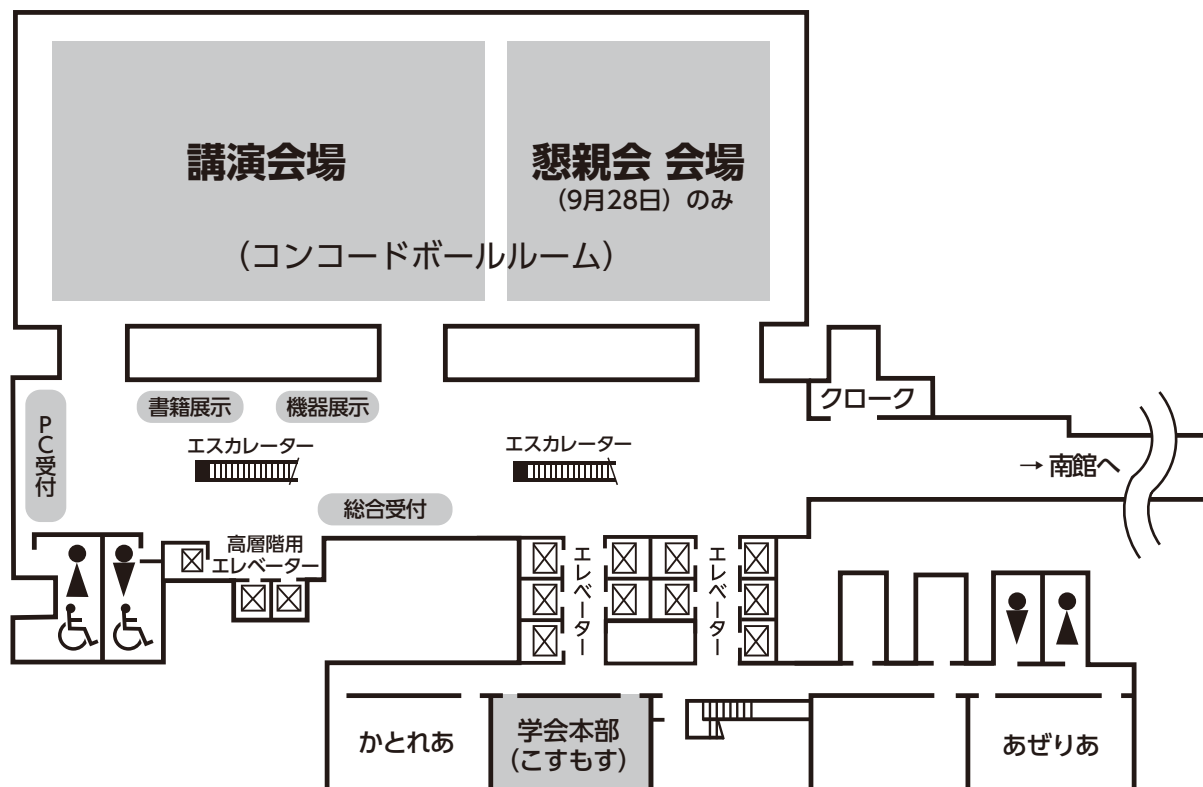 講演会場
懇親会 会場
（9月28日）のみ
（コンコードボールルーム）
書籍展示
機器展示
クローク
PC受付
エスカレーター
エスカレーター
→ 南館へ
総合受付
高層階用
エレベーター
エレベーター
エレベーター
かとれあ
学会本部
（こすもす）
あぜりあ